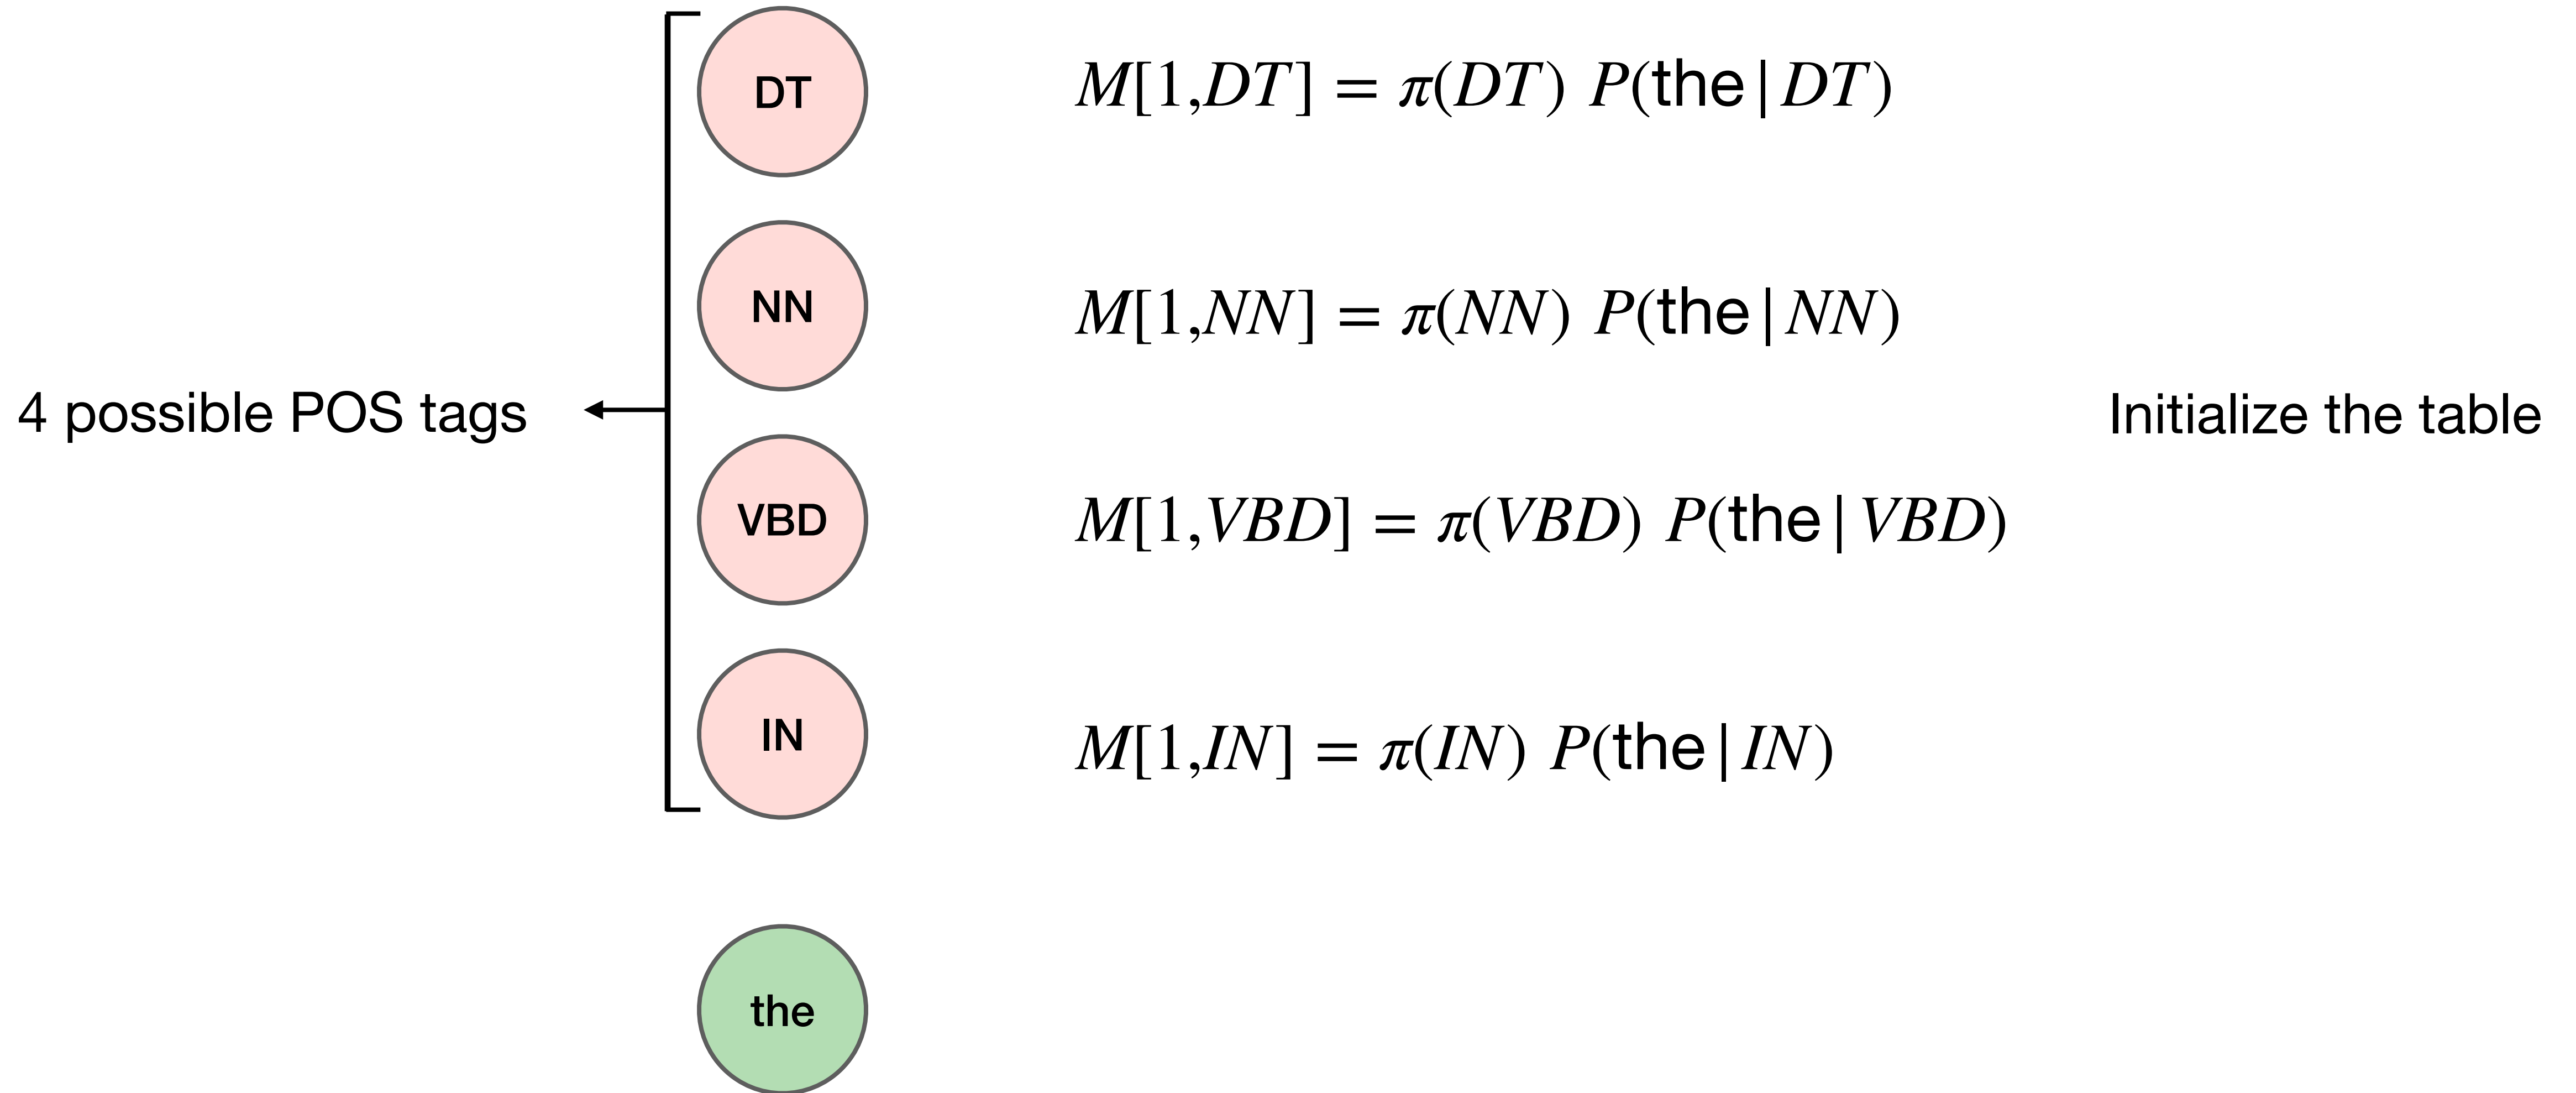 DT
M[1,DT] = π(DT) P(the | DT)
NN
M[1,NN] = π(NN) P(the | NN)
4 possible POS tags
Initialize the table
VBD
M[1,VBD] = π(VBD) P(the | VBD)
IN
M[1,IN] = π(IN) P(the | IN)
the